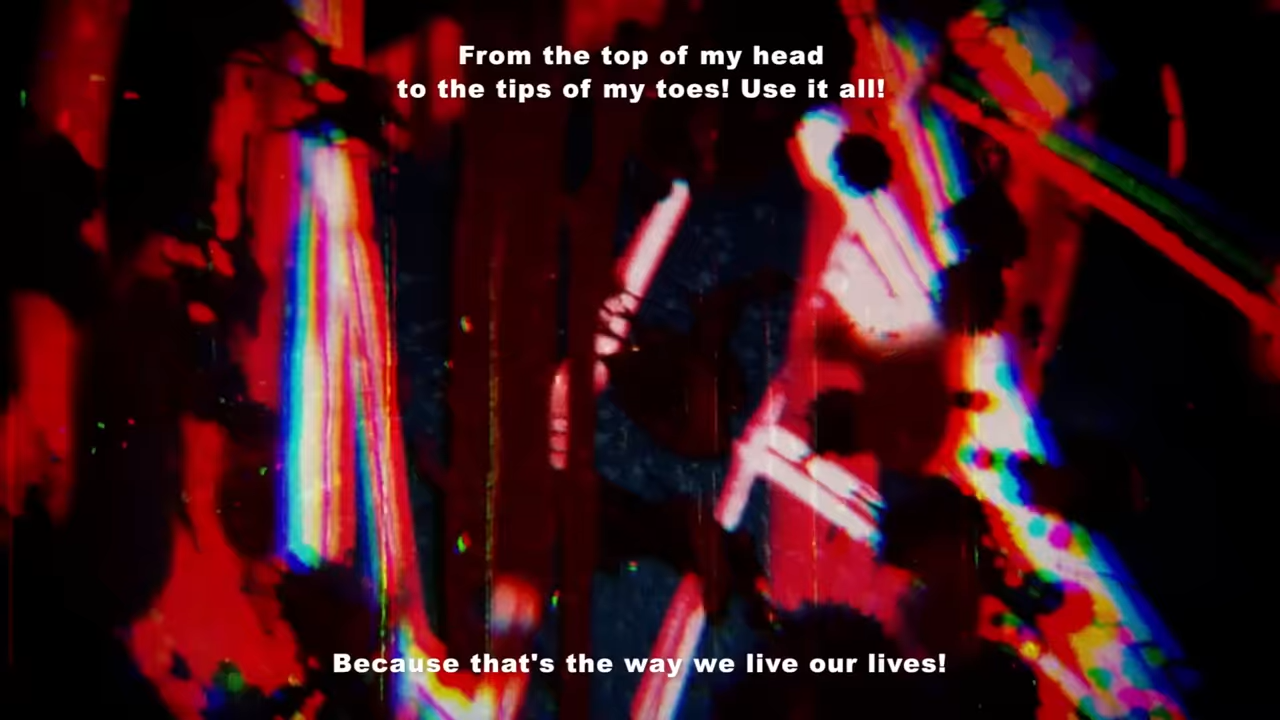 From the top of my head
to the tips of my toes! Use it all!
Because that's the way we live our lives!